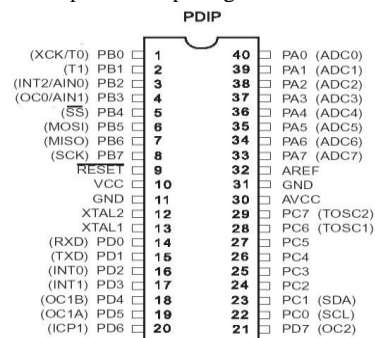 PDIP
(XCK/T0) PB0 1 40 PA0 (ADC0)
(T1) PB1 2 39 PA1 (ADC1)
(INT2/AIN0) PB2 3 38 PA2 (ADC2)
(OC0/AIN1) PB3 4 37 PA3 (ADC3)
(SS) PB4 5 36 PA4 (ADC4)
(MOSI) PB5 6 35 PA5 (ADC5)
(MISO) PB6 7 34 PA6 (ADC6)
(SCK) PB7 8 33 PA7 (ADC7)
RESET 9 32 AREF
VCC 10 31 GND
GND 11 30 AVCC
XTAL2 12 29 PC7 (TOSC2)
XTAL1 13 28 PC6 (TOSC1)
(RXD) PD0 14 27 PC5
(TXD) PD1 15 26 PC4
(INT0) PD2 16 25 PC3
(INT1) PD3 17 24 PC2
(OC1B) PD4 18 23 PC1 (SDA)
(OC1A) PD5 19 22 PC0 (SCL)
(ICP1) PD6 20 21 PD7 (OC2)